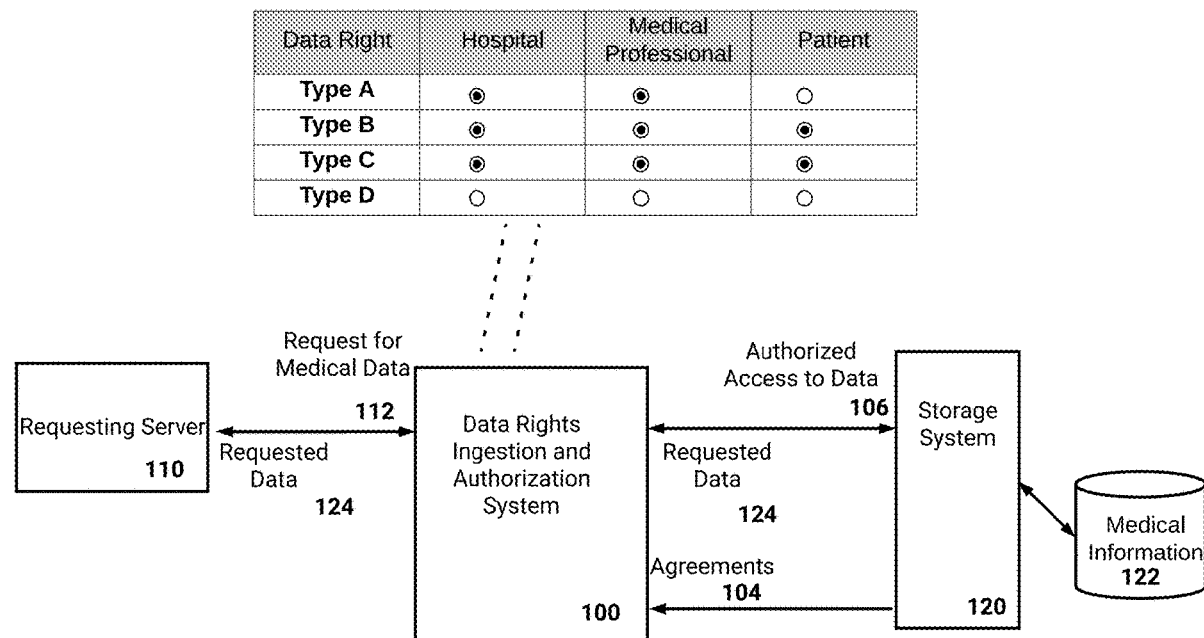 Data Right
Hospital
Medical
Professional
Patient
Type A
Type B
Type C
Type D
Request for
Medical Data
112
Requesting Server
110
Requested
Data
124
Data Rights
Ingestion and
Authorization
System
100
Authorized
Access to Data
106
Requested
Data
124
Agreements
104
Storage
System
120
Medical
Information
122